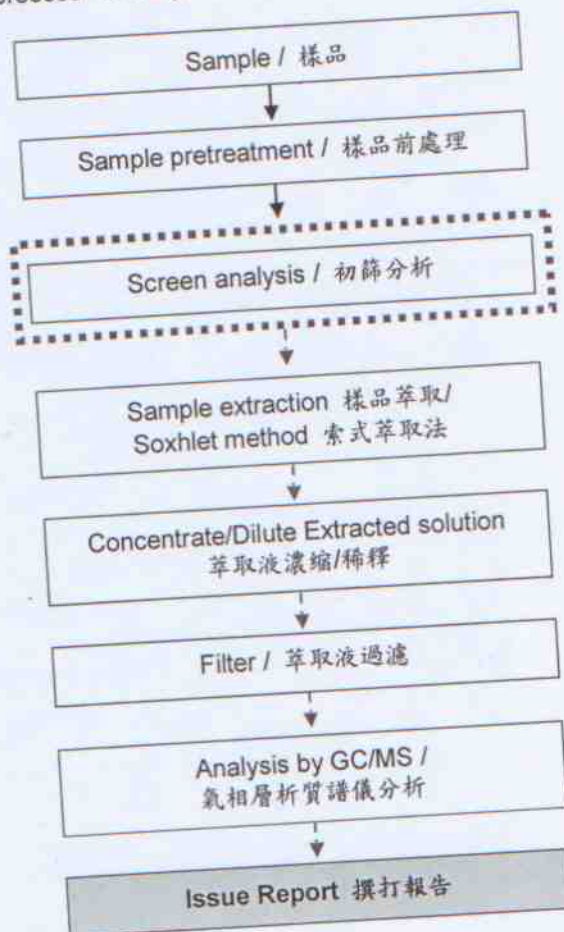 Sample / 樣品
Sample pretreatment / 樣品前處理
Screen analysis / 初篩分析
Sample extraction 樣品萃取/
Soxhlet method 索式萃取法
Concentrate/Dilute Extracted solution
萃取液濃縮/稀釋
Filter / 萃取液過濾
Analysis by GC/MS /
氣相層析質譜儀分析
Issue Report 撰打報告